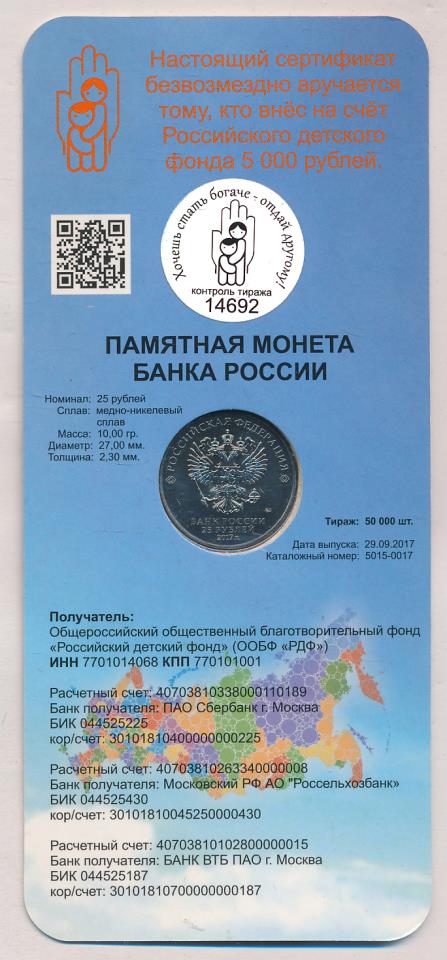 Настоящий сертификат
безвозмездно вручается
тому, кто внёс на счёт
Российского детского
фонда 5 000 рублей.
Хочешь стать богаче - отдай другому!
контроль тиража
14692
ПАМЯТНАЯ МОНЕТА
БАНКА РОССИИ
Номинал: 25 рублей
Сплав: медно-никелевый
сплав
Масса: 10,00 гр.
Диаметр: 27,00 мм.
Толщина: 2,30 мм.
РОССИЙСКАЯ ФЕДЕРАЦИЯ
БАНК РОССИИ
25 РУБЛЕЙ
2017 г.
Тираж: 50 000 шт.
Дата выпуска: 29.09.2017
Каталожный номер: 5015-0017
Получатель:
Общероссийский общественный благотворительный фонд
«Российский детский фонд» (ООБФ «РДФ»)
ИНН 7701014068 КПП 770101001
Расчетный счет: 40703810338000110189
Банк получателя: ПАО Сбербанк г. Москва
БИК 044525225
кор/счет: 30101810400000000225
Расчетный счет: 40703810263340000008
Банк получателя: Московский РФ АО "Россельхозбанк»
БИК 044525430
кор/счет: 30101810045250000430
Расчетный счет: 40703810102800000015
Банк получателя: БАНК ВТБ ПАО г. Москва
БИК 044525187
кор/счет: 30101810700000000187